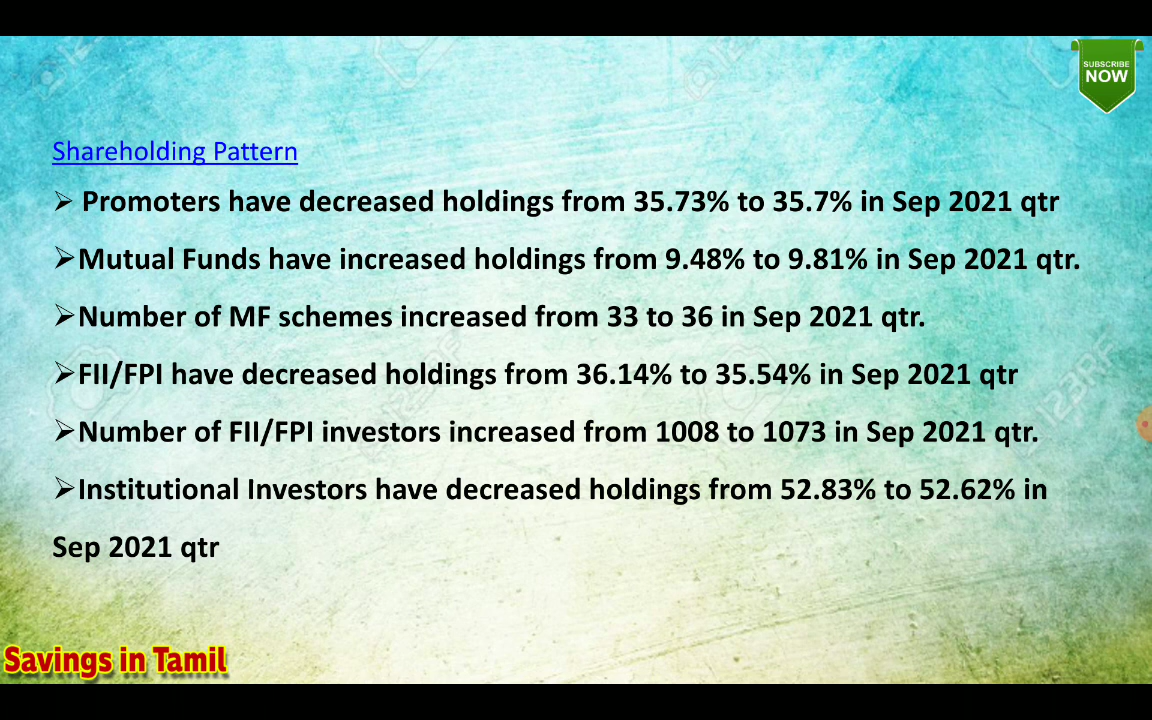 SUBSCRIBE
NOW
Shareholding Pattern
➢ Promoters have decreased holdings from 35.73% to 35.7% in Sep 2021 qtr
➢Mutual Funds have increased holdings from 9.48% to 9.81% in Sep 2021 qtr.
➢Number of MF schemes increased from 33 to 36 in Sep 2021 qtr.
➢FII/FPI have decreased holdings from 36.14% to 35.54% in Sep 2021 qtr
➢Number of FII/FPI investors increased from 1008 to 1073 in Sep 2021 qtr.
➢Institutional Investors have decreased holdings from 52.83% to 52.62% in
Sep 2021 qtr
123RF
Savings in Tamil